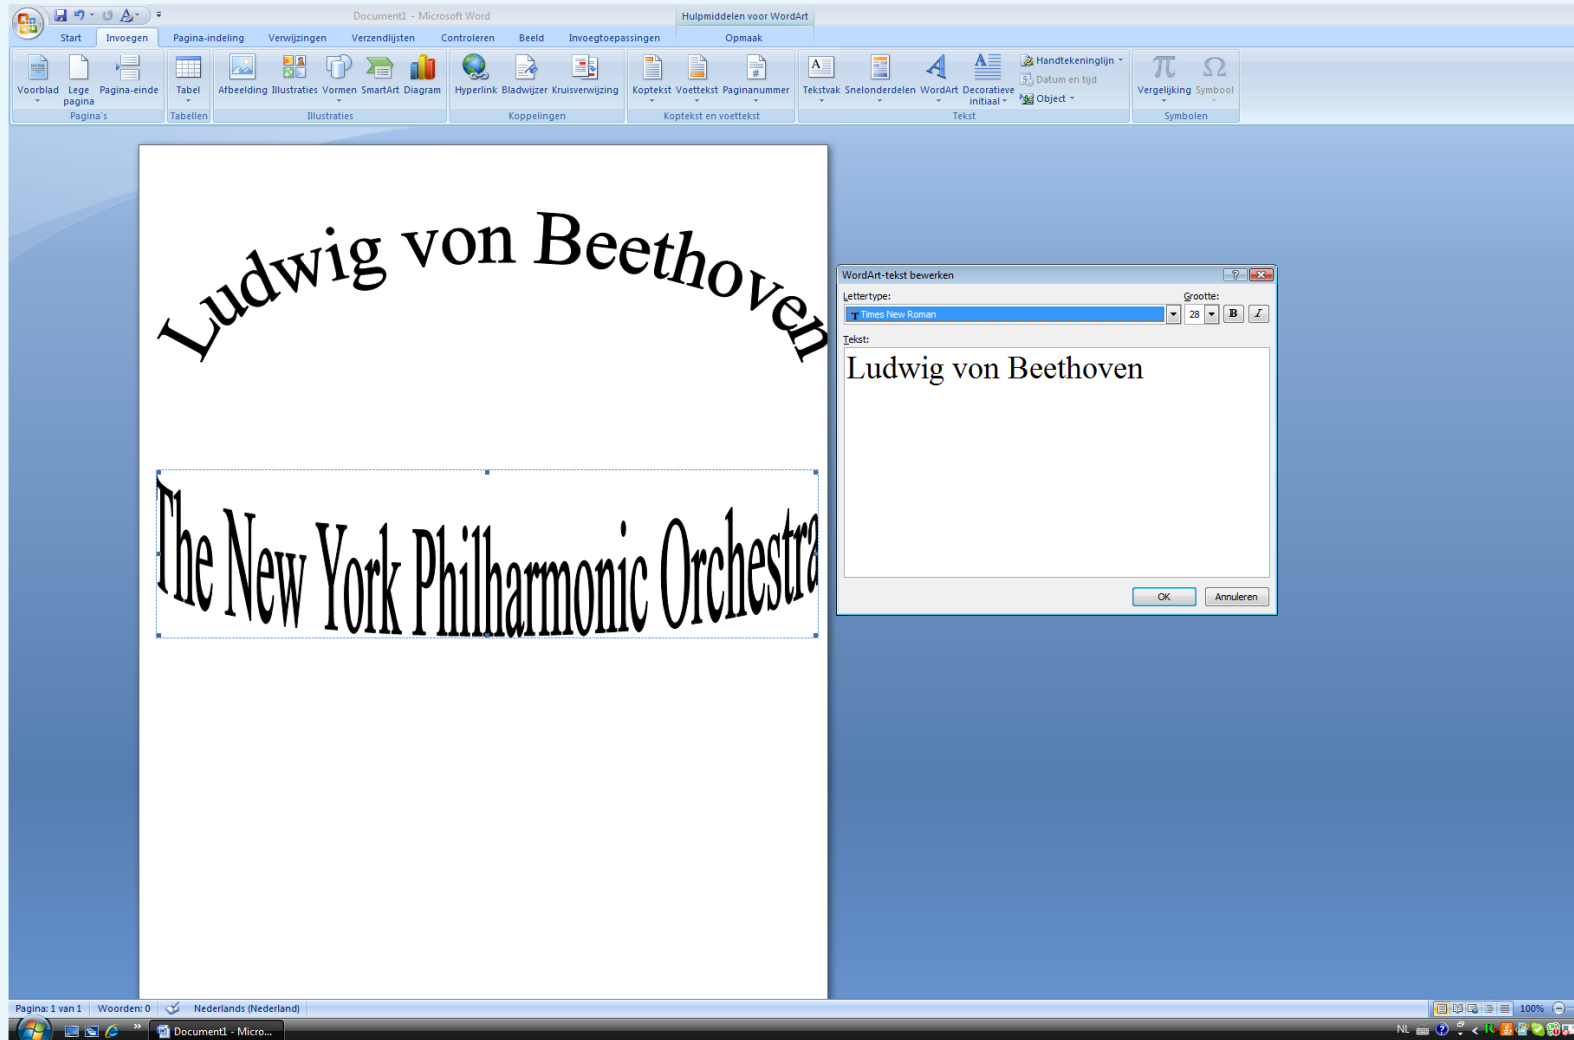 Document1 - Microsoft Word
Hulpmiddelen voor WordArt
Start Invoegen Pagina-indeling Verwijzingen Verzendlijsten Controleren Beeld Invoegtoepassingen Opmaak
Voorblad
Lege pagina
Pagina-einde
Pagina's
Tabel
Tabellen
Afbeelding Illustraties Vormen SmartArt Diagram
Illustraties
Hyperlink Bladwijzer Kruisverwijzing
Koppelingen
Koptekst Voettekst Paginanummer
Koptekst en voettekst
Tekstvak Snelonderdelen WordArt Decoratieve initiaal
Handtekeninglijn
Datum en tijd
Object
Tekst
Vergelijking Symbool
Symbolen
Ludwig von Beethoven
The New York Philharmonic Orchestra
WordArt-tekst bewerken
Lettertype:
Grootte:
Times New Roman
28
B I
Tekst:
Ludwig von Beethoven
OK Annuleren
Pagina: 1 van 1 Woorden: 0 Nederlands (Nederland)
100%
Document1 - Micro...
NL